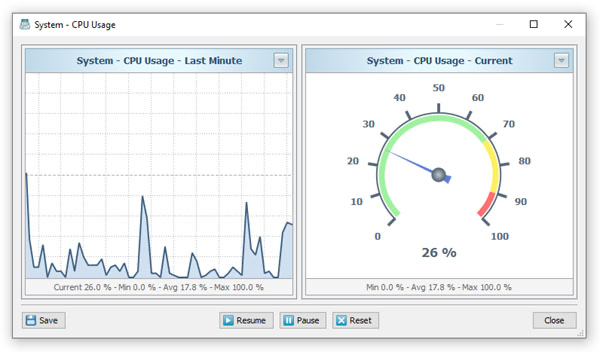 System - CPU Usage
System - CPU Usage - Last Minute
Current 26.0 % - Min 0.0 % - Avg 17.8 % - Max 100.0 %
System - CPU Usage - Current
0
10
20
30
40
50
60
70
80
90
100
26 %
Min 0.0 % - Avg 17.8 % - Max 100.0 %
Save
Resume
Pause
Reset
Close